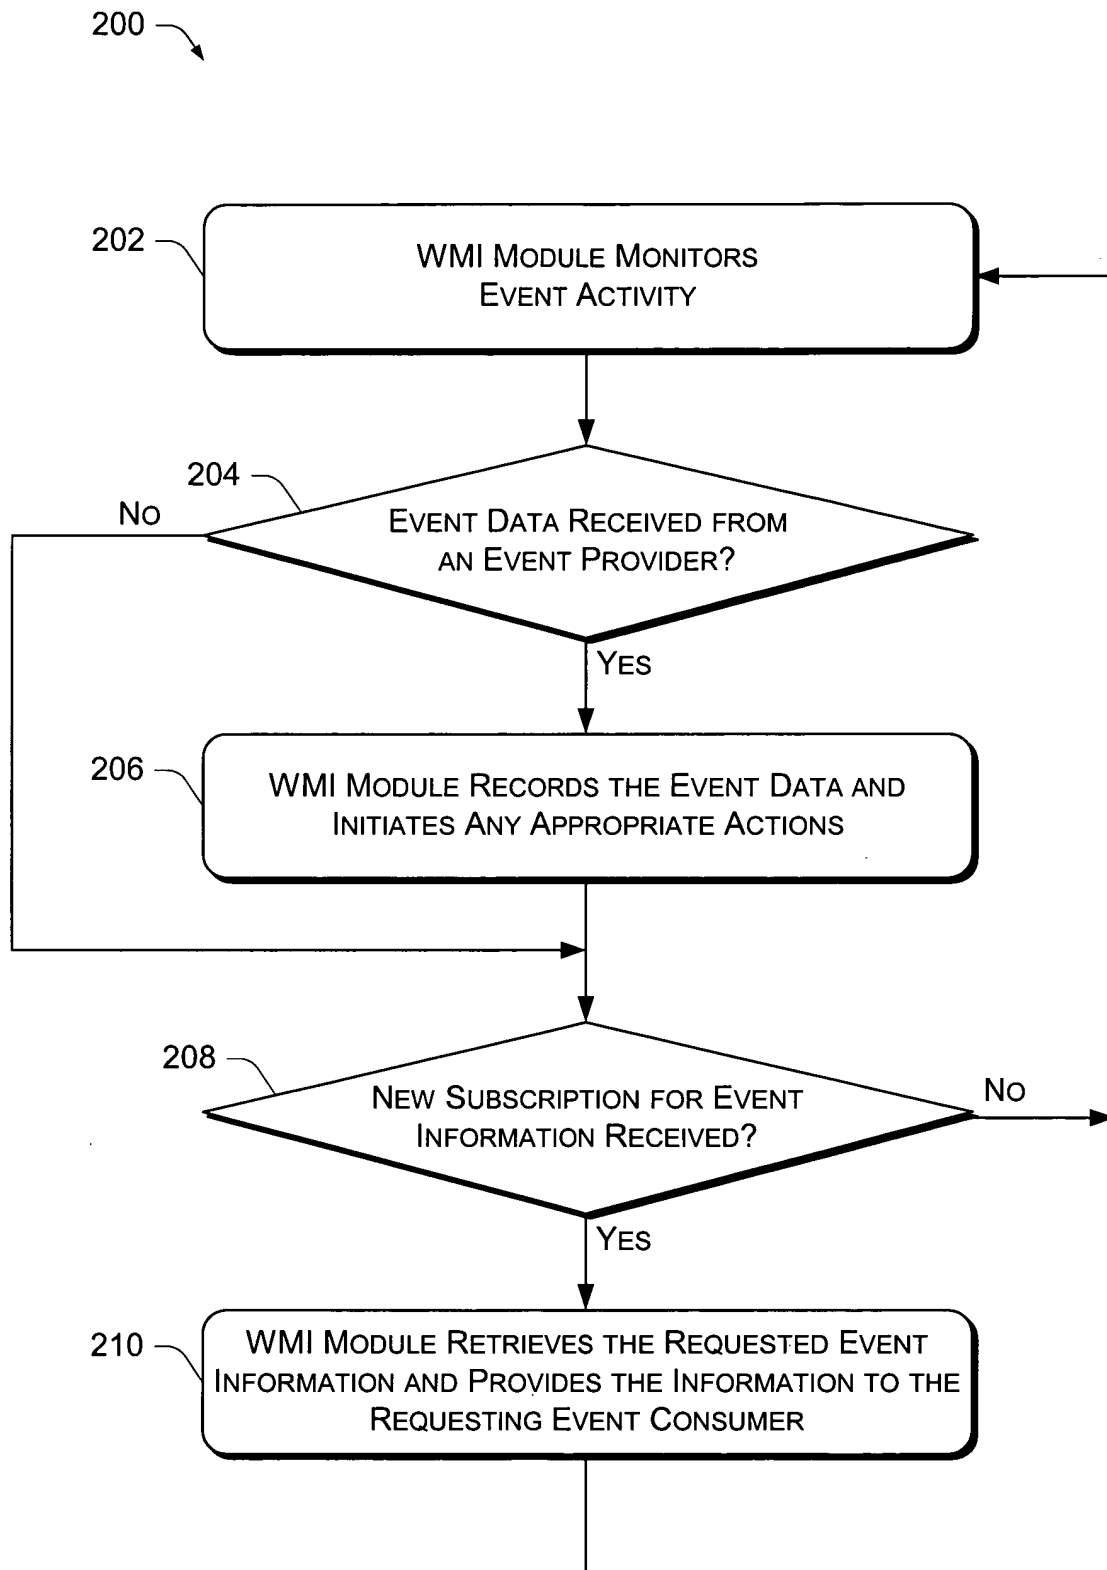 200
202
WMI MODULE MONITORS
EVENT ACTIVITY
204
NO
EVENT DATA RECEIVED FROM
AN EVENT PROVIDER?
YES
206
WMI MODULE RECORDS THE EVENT DATA AND
INITIATES ANY APPROPRIATE ACTIONS
208
NEW SUBSCRIPTION FOR EVENT
INFORMATION RECEIVED?
NO
YES
210
WMI MODULE RETRIEVES THE REQUESTED EVENT
INFORMATION AND PROVIDES THE INFORMATION TO THE
REQUESTING EVENT CONSUMER